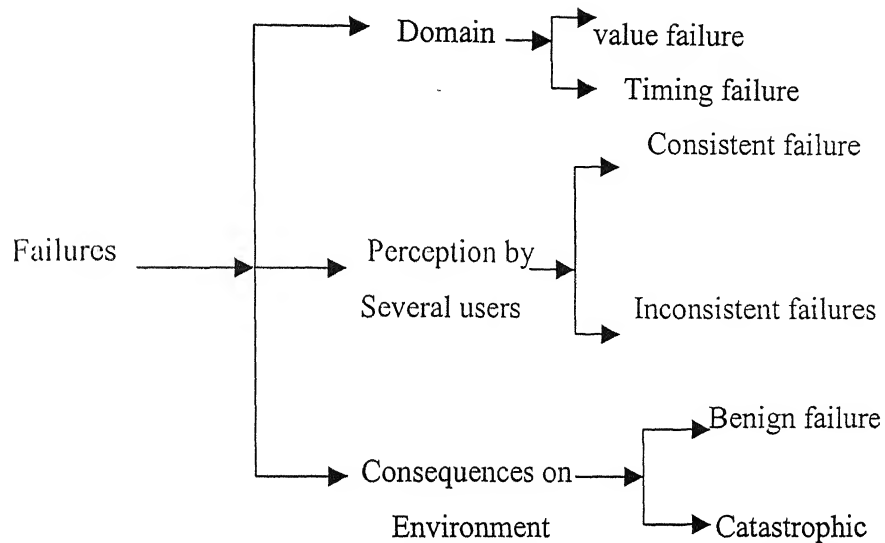 Domain
value failure
Timing failure
Consistent failure
Failures
Perception by
Several users
Inconsistent failures
Benign failure
Consequences on
Environment
Catastrophic